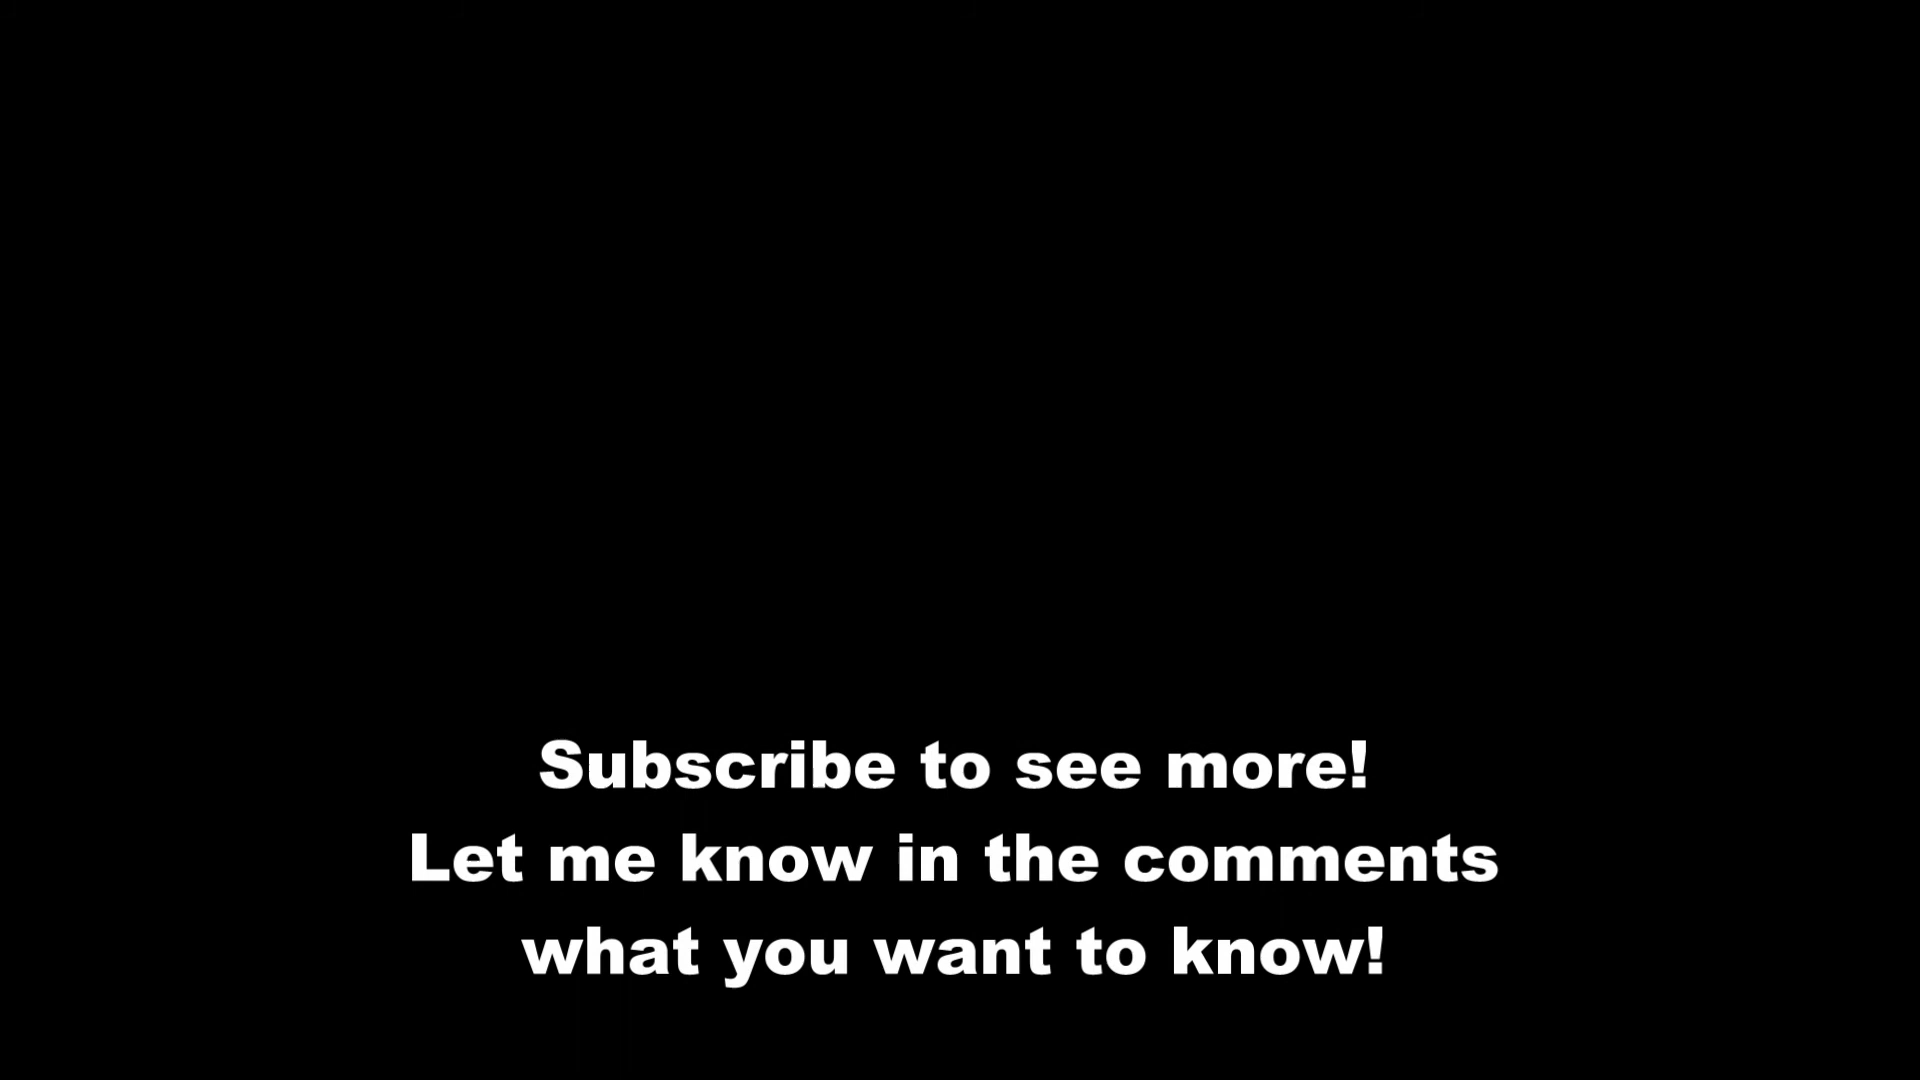 Subscribe to see more!
Let me know in the comments
what you want to know!